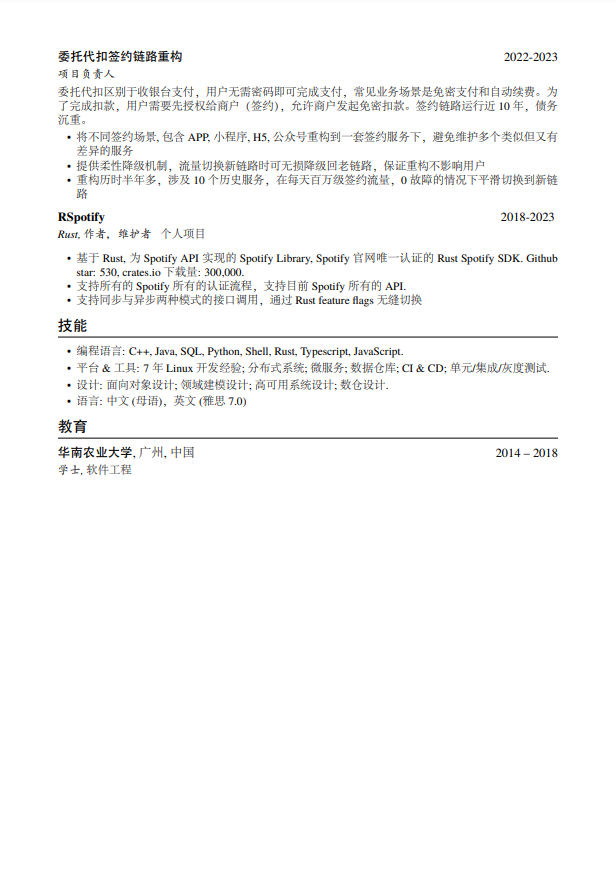 委托代扣签约链路重构 2022-2023
项目负责人
委托代扣区别于收银台支付，用户无需密码即可完成支付，常见业务场景是免密支付和自动续费。为
了完成扣款，用户需要先授权给商户（签约），允许商户发起免密扣款。签约链路运行近 10 年，债务
沉重。
• 将不同签约场景, 包含 APP, 小程序, H5, 公众号重构到一套签约服务下，避免维护多个类似但又有
差异的服务
• 提供柔性降级机制，流量切换新链路时可无损降级回老链路，保证重构不影响用户
• 重构历时半年多，涉及 10 个历史服务，在每天百万级签约流量，0 故障的情况下平滑切换到新链
路
RSpotify 2018-2023
Rust, 作者，维护者 个人项目
• 基于 Rust, 为 Spotify API 实现的 Spotify Library, Spotify 官网唯一认证的 Rust Spotify SDK. Github
star: 530, crates.io 下载量: 300,000.
• 支持所有的 Spotify 所有的认证流程，支持目前 Spotify 所有的 API.
• 支持同步与异步两种模式的接口调用，通过 Rust feature flags 无缝切换
技能
• 编程语言: C++, Java, SQL, Python, Shell, Rust, Typescript, JavaScript.
• 平台 & 工具: 7 年 Linux 开发经验; 分布式系统; 微服务; 数据仓库; CI & CD; 单元/集成/灰度测试.
• 设计: 面向对象设计; 领域建模设计; 高可用系统设计; 数仓设计.
• 语言: 中文 (母语)，英文 (雅思 7.0)
教育
华南农业大学, 广州, 中国 2014 – 2018
学士, 软件工程